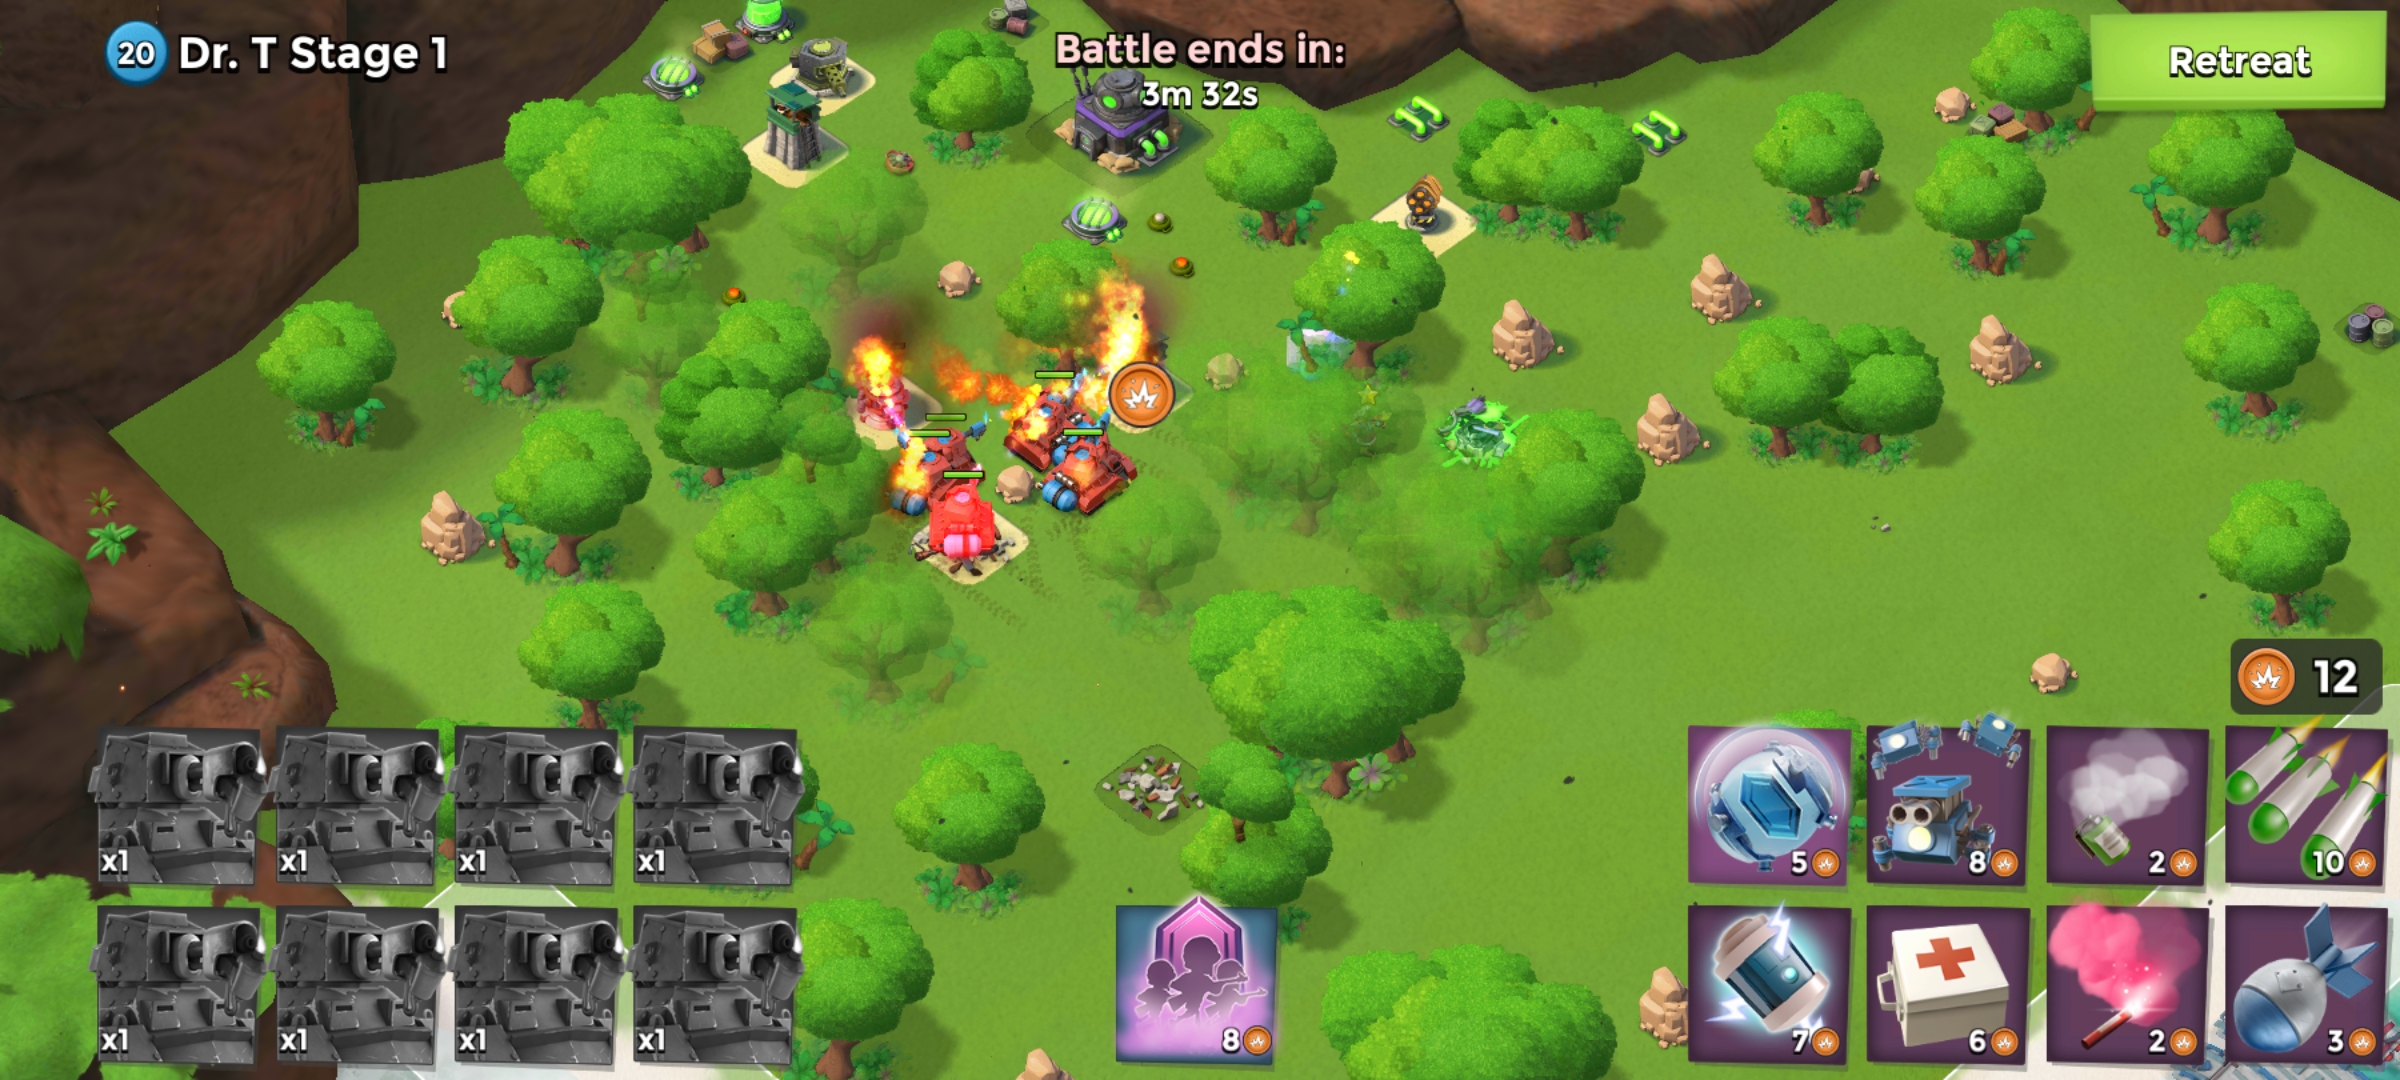 20 Dr. T Stage 1
Battle ends in:
3m 32s
Retreat
12
x1 x1 x1 x1
5 8 2 10
x1 x1 x1 x1
8
7 6 2 3